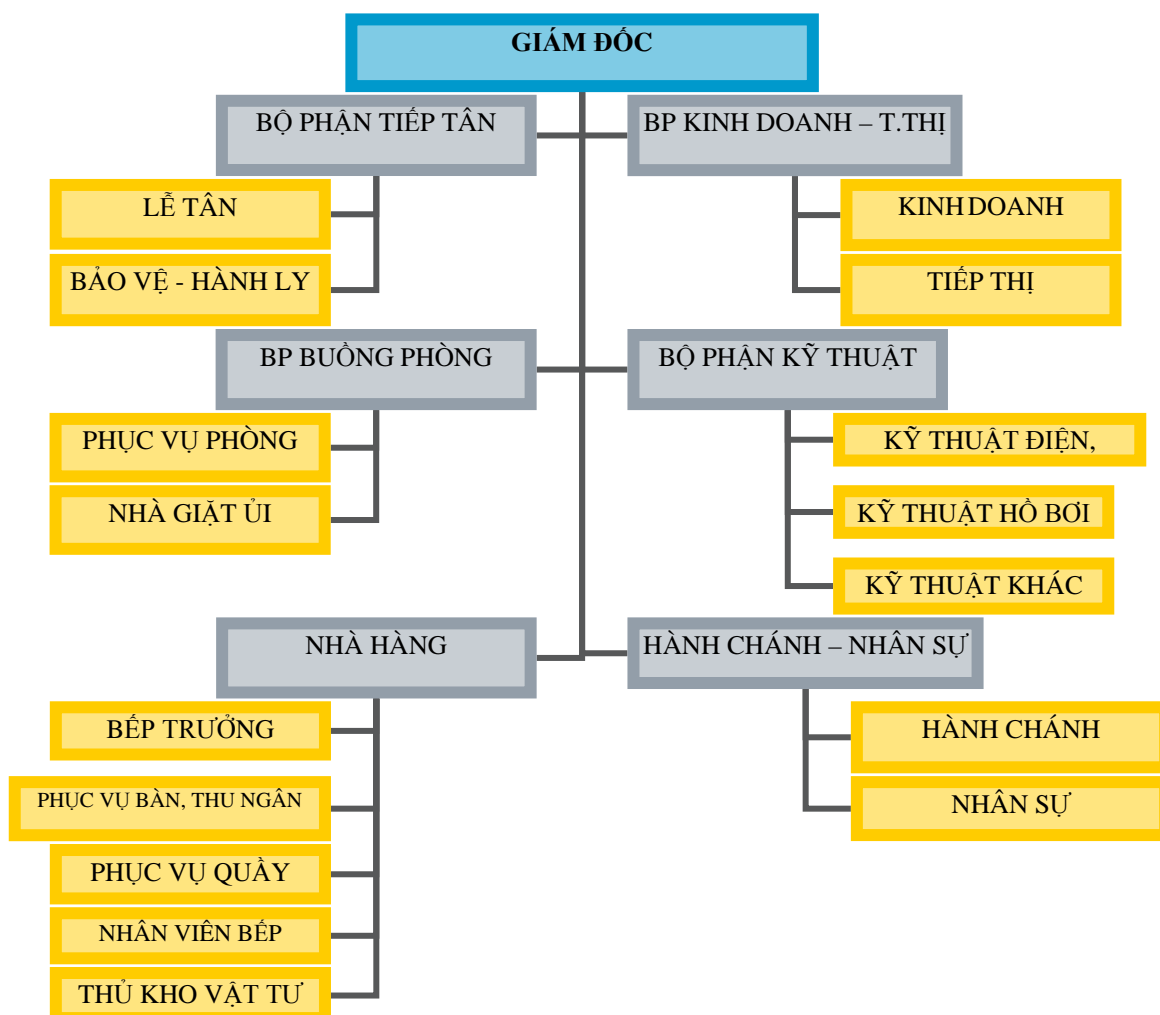 GIÁM ĐỐC
BỘ PHẬN TIẾP TÂN
BP KINH DOANH – T.THỊ
LỄ TÂN
KINH DOANH
BẢO VỆ - HÀNH LY
TIẾP THỊ
BP BUỒNG PHÒNG
BỘ PHẬN KỸ THUẬT
PHỤC VỤ PHÒNG
KỸ THUẬT ĐIỆN,
NHÀ GIẶT ỦI
KỸ THUẬT HỒ BƠI
KỸ THUẬT KHÁC
NHÀ HÀNG
HÀNH CHÁNH – NHÂN SỰ
BẾP TRƯỞNG
HÀNH CHÁNH
PHỤC VỤ BÀN, THU NGÂN
NHÂN SỰ
PHỤC VỤ QUẦY
NHÂN VIÊN BẾP
THỦ KHO VẬT TƯ